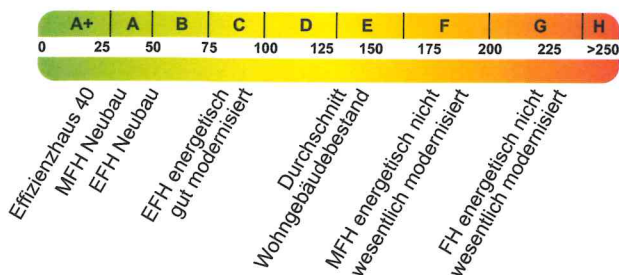 A+ A B C D E F G H
0 25 50 75 100 125 150 175 200 225 >250
Effizienzhaus 40
MFH Neubau
EFH Neubau
EFH energetisch
gut modernisiert
Durchschnitt
Wohngebäudebestand
MFH energetisch nicht
wesentlich modernisiert
FH energetisch nicht
wesentlich modernisiert